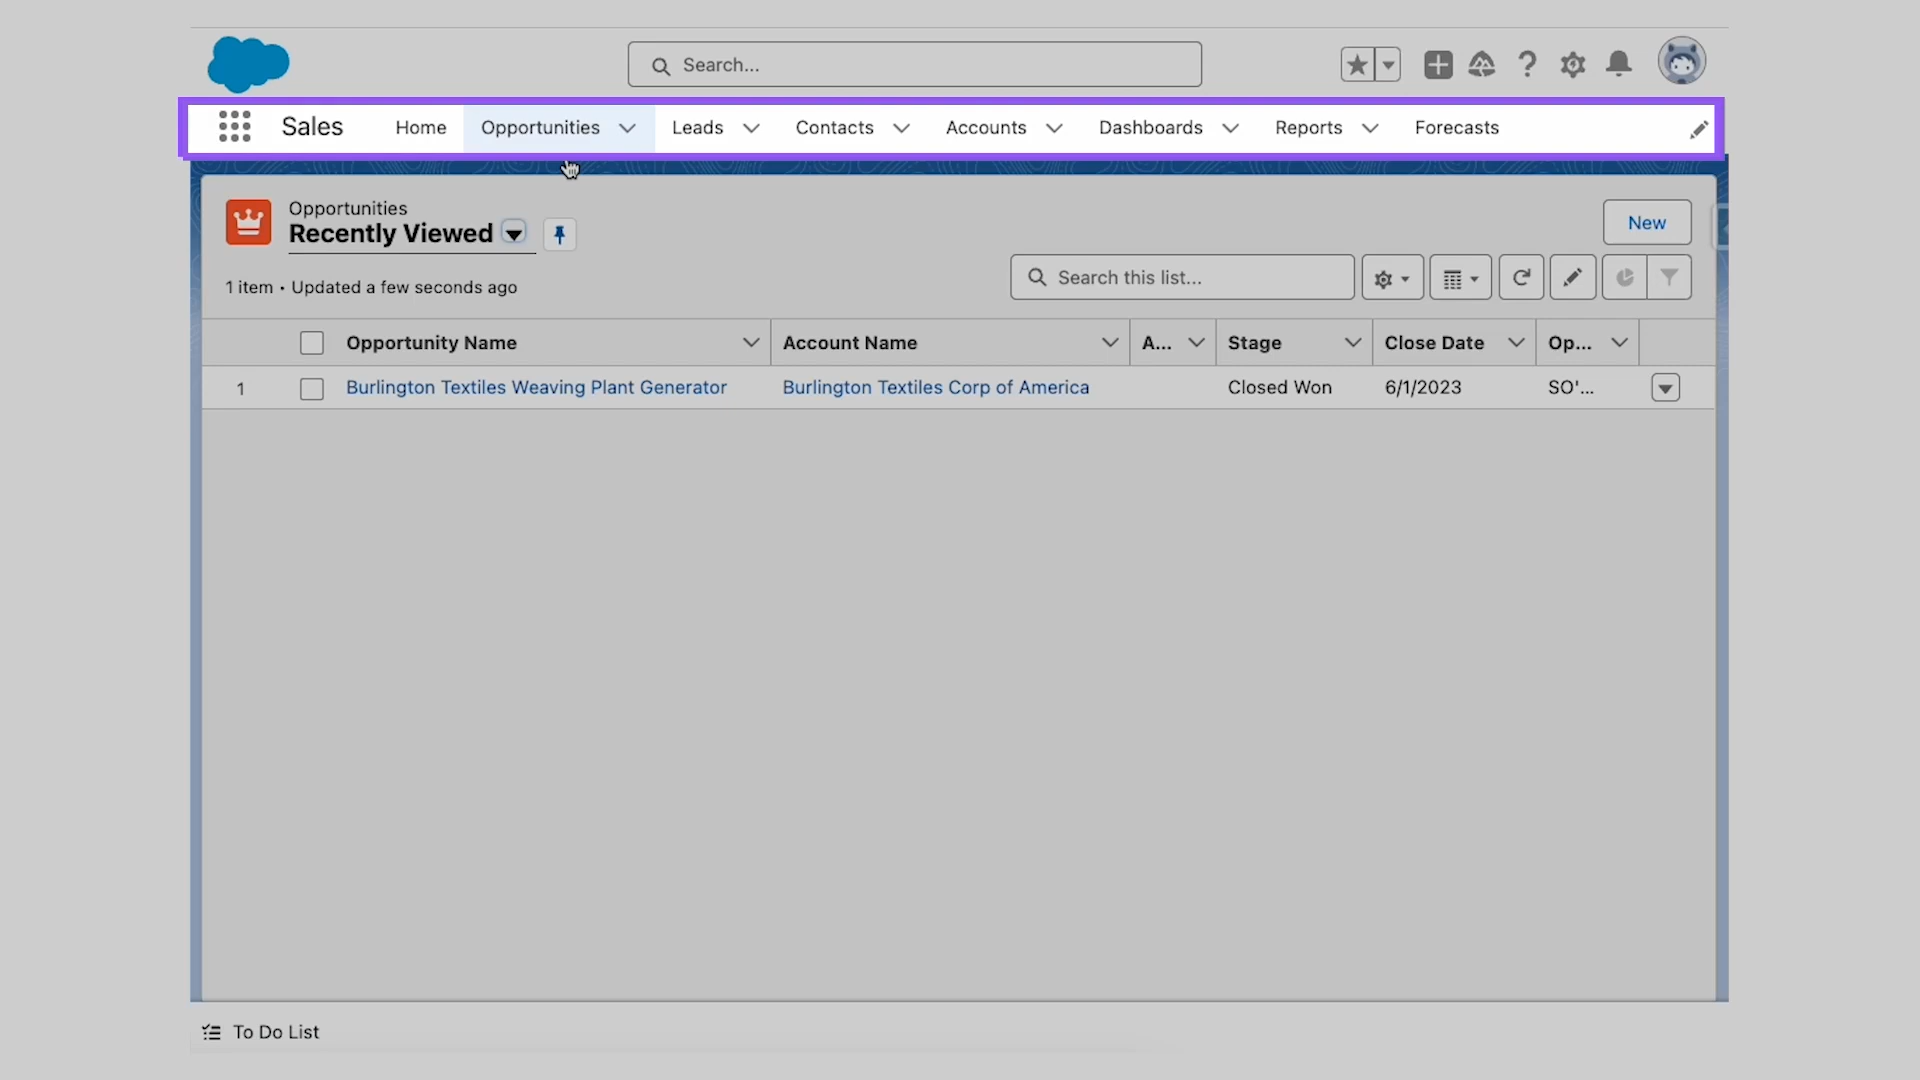 Search...
Sales Home Opportunities Leads Contacts Accounts Dashboards Reports Forecasts
Opportunities
Recently Viewed
New
1 item • Updated a few seconds ago
Search this list...
Opportunity Name Account Name A... Stage Close Date Op...
1 Burlington Textiles Weaving Plant Generator Burlington Textiles Corp of America Closed Won 6/1/2023 SO'...
To Do List